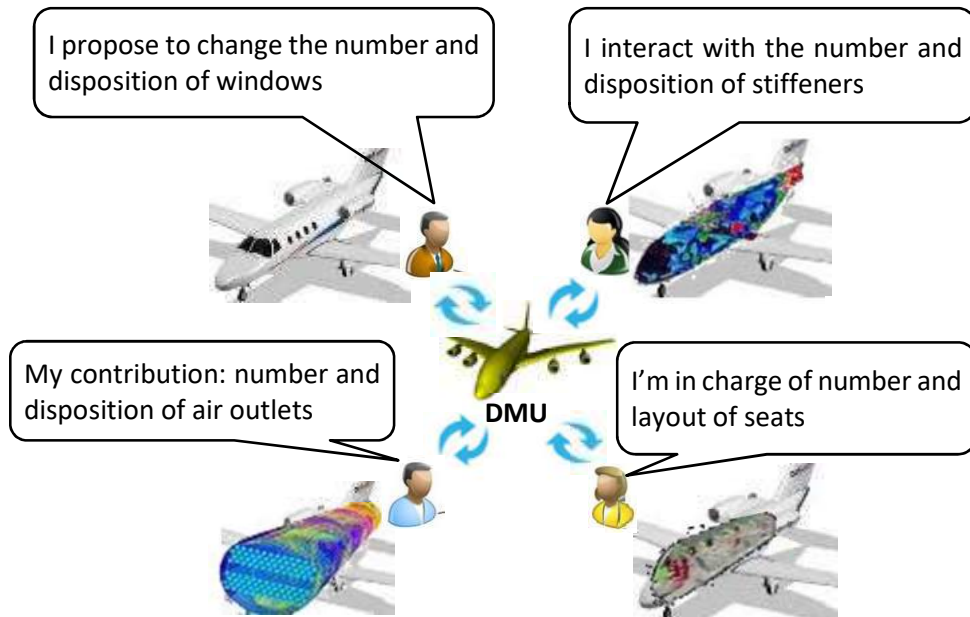 I propose to change the number and
disposition of windows
I interact with the number and
disposition of stiffeners
My contribution: number and
disposition of air outlets
DMU
I'm in charge of number and
layout of seats